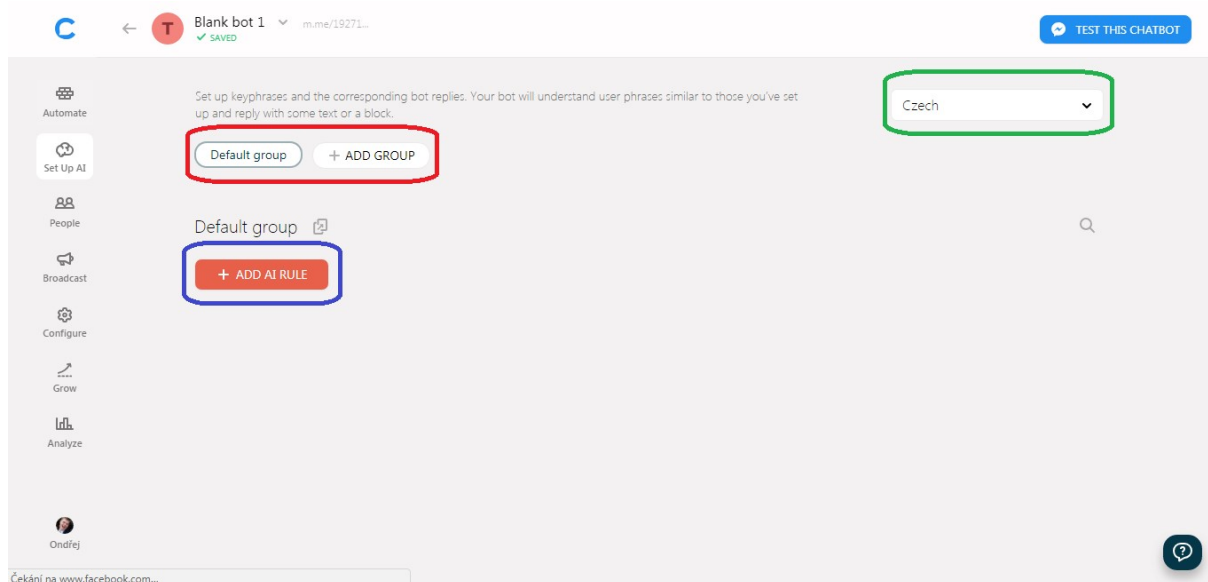 Blank bot 1
m.me/19271...
SAVED
TEST THIS CHATBOT
Automate
Set Up AI
People
Broadcast
Configure
Grow
Analyze
Ondřej
Set up keyphrases and the corresponding bot replies. Your bot will understand user phrases similar to those you've set
up and reply with some text or a block.
Czech
Default group
+ ADD GROUP
Default group
+ ADD AI RULE
Čekání na www.facebook.com...